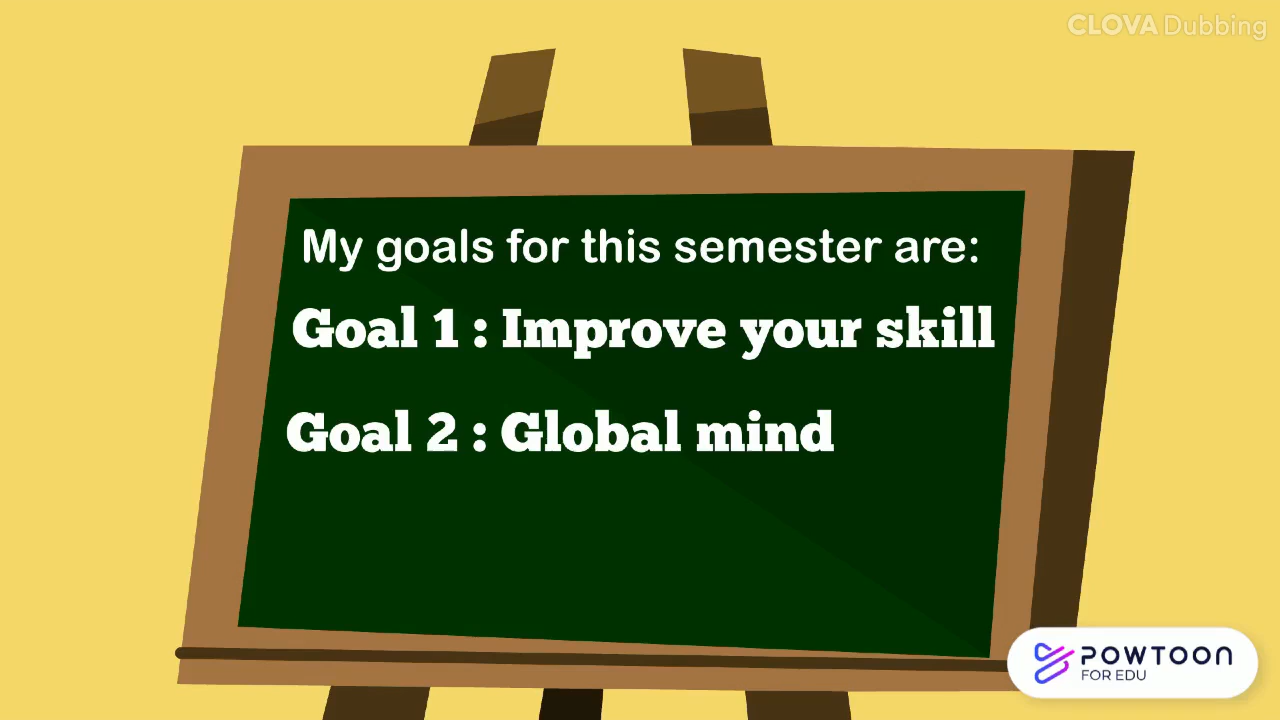 CLOVA Dubbing
My goals for this semester are:
Goal 1 : Improve your skill
Goal 2 : Global mind
POWTOON
FOR EDU